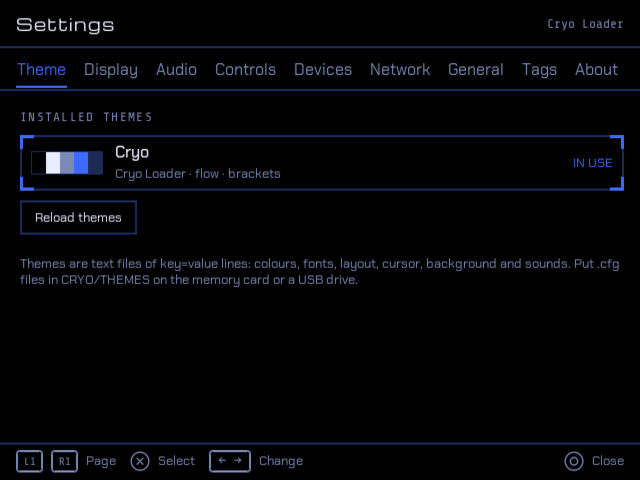 Settings
Cryo Loader
Theme Display Audio Controls Devices Network General Tags About
INSTALLED THEMES
Cryo
Cryo Loader · flow · brackets
IN USE
Reload themes
Themes are text files of key=value lines: colours, fonts, layout, cursor, background and sounds. Put .cfg
files in CRYO/THEMES on the memory card or a USB drive.
L1 R1 Page Select ← → Change Close